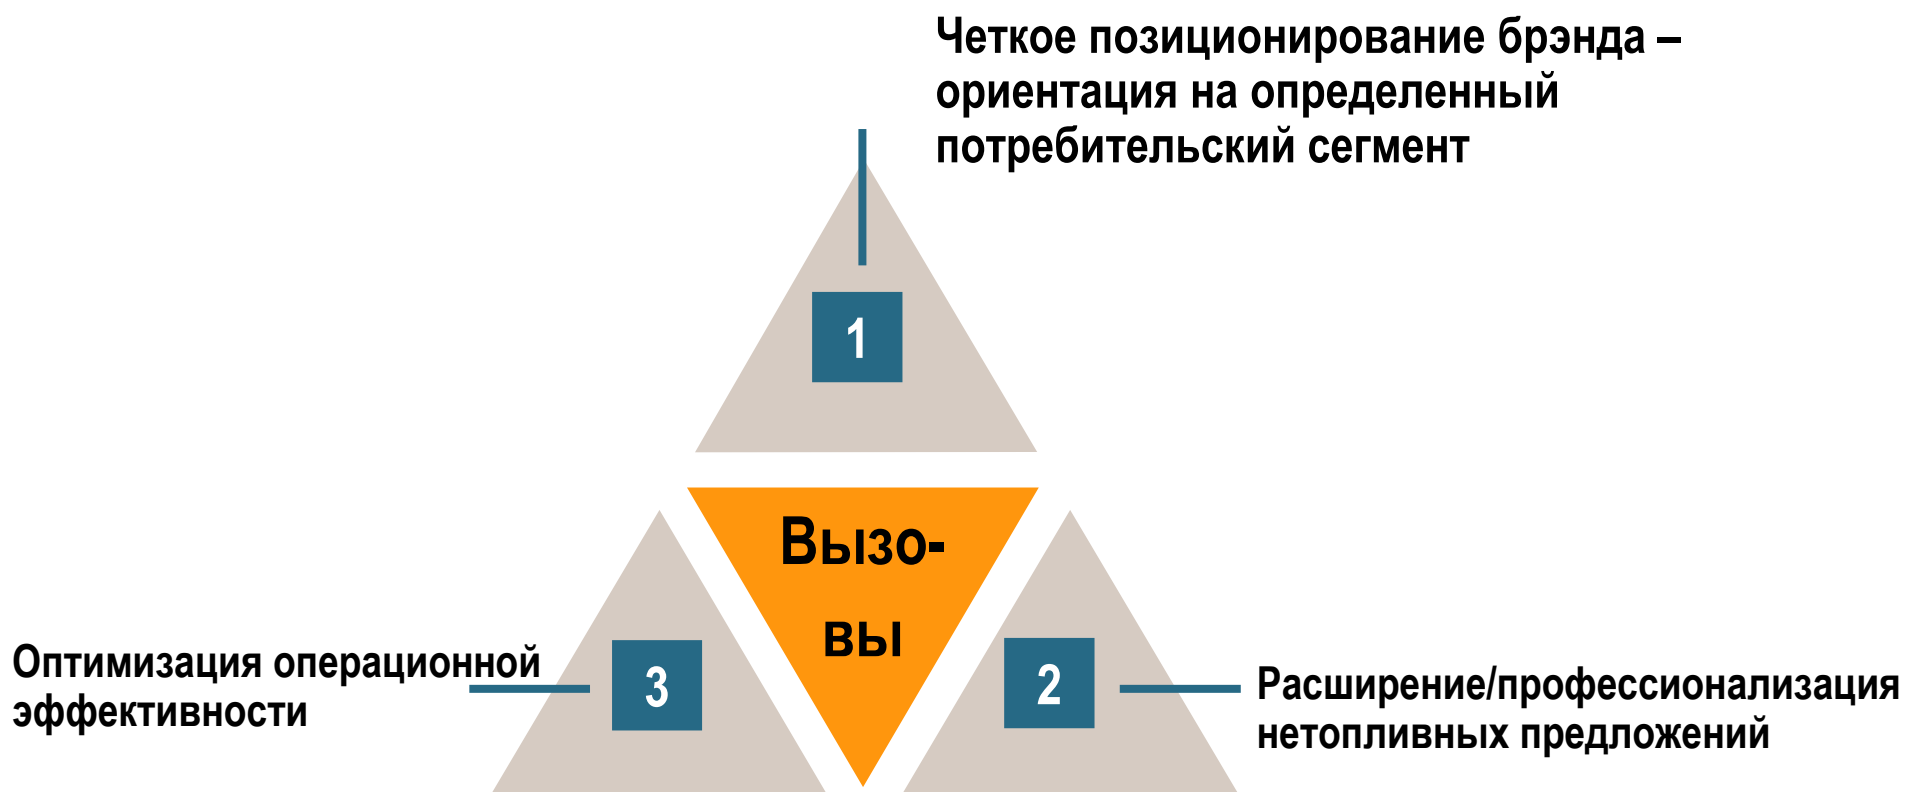 Четкое позиционирование брэнда –
ориентация на определенный
потребительский сегмент
1
Вызо-
вы
Оптимизация операционной
эффективности
3
2
Расширение/профессионализация
нетопливных предложений